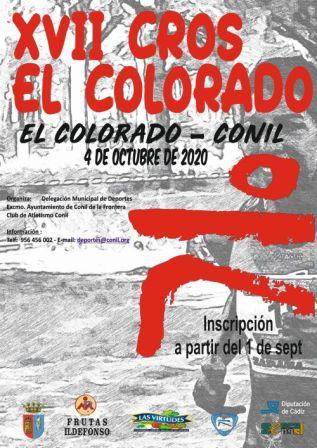 XVII CROS
EL COLORADO
EL COLORADO – CONIL
4 DE OCTUBRE DE 2020
Organiza: Delegación Municipal de Deportes
Excmo. Ayuntamiento de Conil de la Frontera
Club de Atletismo Conil
Información :
Telf: 956 456 002 - E-mail: deportes@conil.org
Inscripción
a partir del 1 de sept
FRUTAS
ILDEFONSO
LAS VIRTUDES
Diputación
de Cádiz